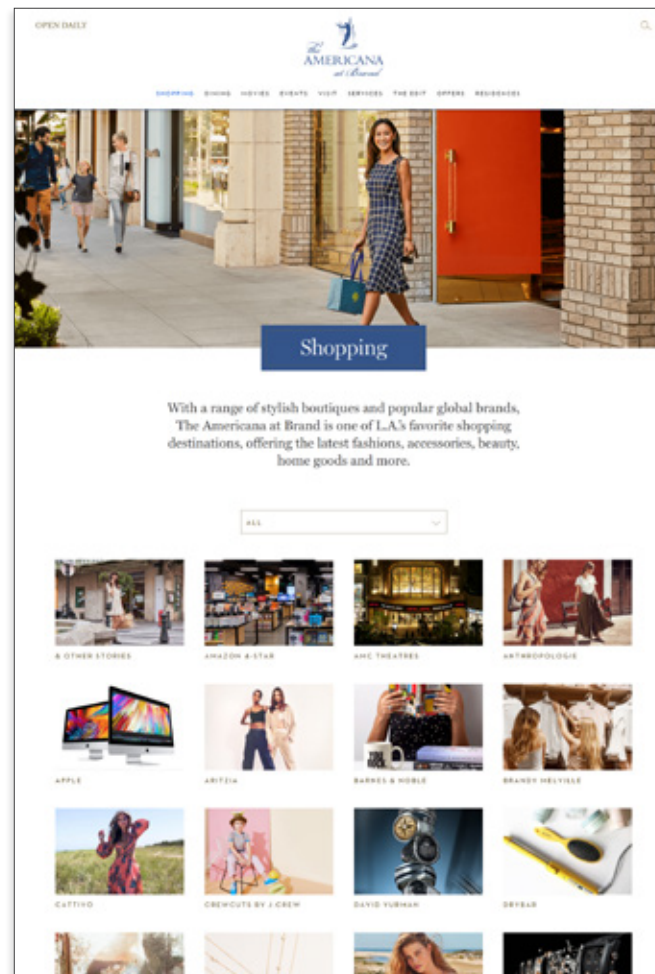 OPEN DAILY
The
AMERICANA
at Brand
SHOPPING DINING MOVIES EVENTS VISIT SERVICES THE EDIT OFFERS RESIDENCES
Shopping
With a range of stylish boutiques and popular global brands,
The Americana at Brand is one of L.A.'s favorite shopping
destinations, offering the latest fashions, accessories, beauty,
home goods and more.
ALL
& OTHER STORIES AMAZON 4-STAR AMC THEATRES ANTHROPOLOGIE
APPLE ARITZIA BARNES & NOBLE BRANDY MELVILLE
CATTIVO CREWCUTS BY J.CREW DAVID YURMAN DRYBAR